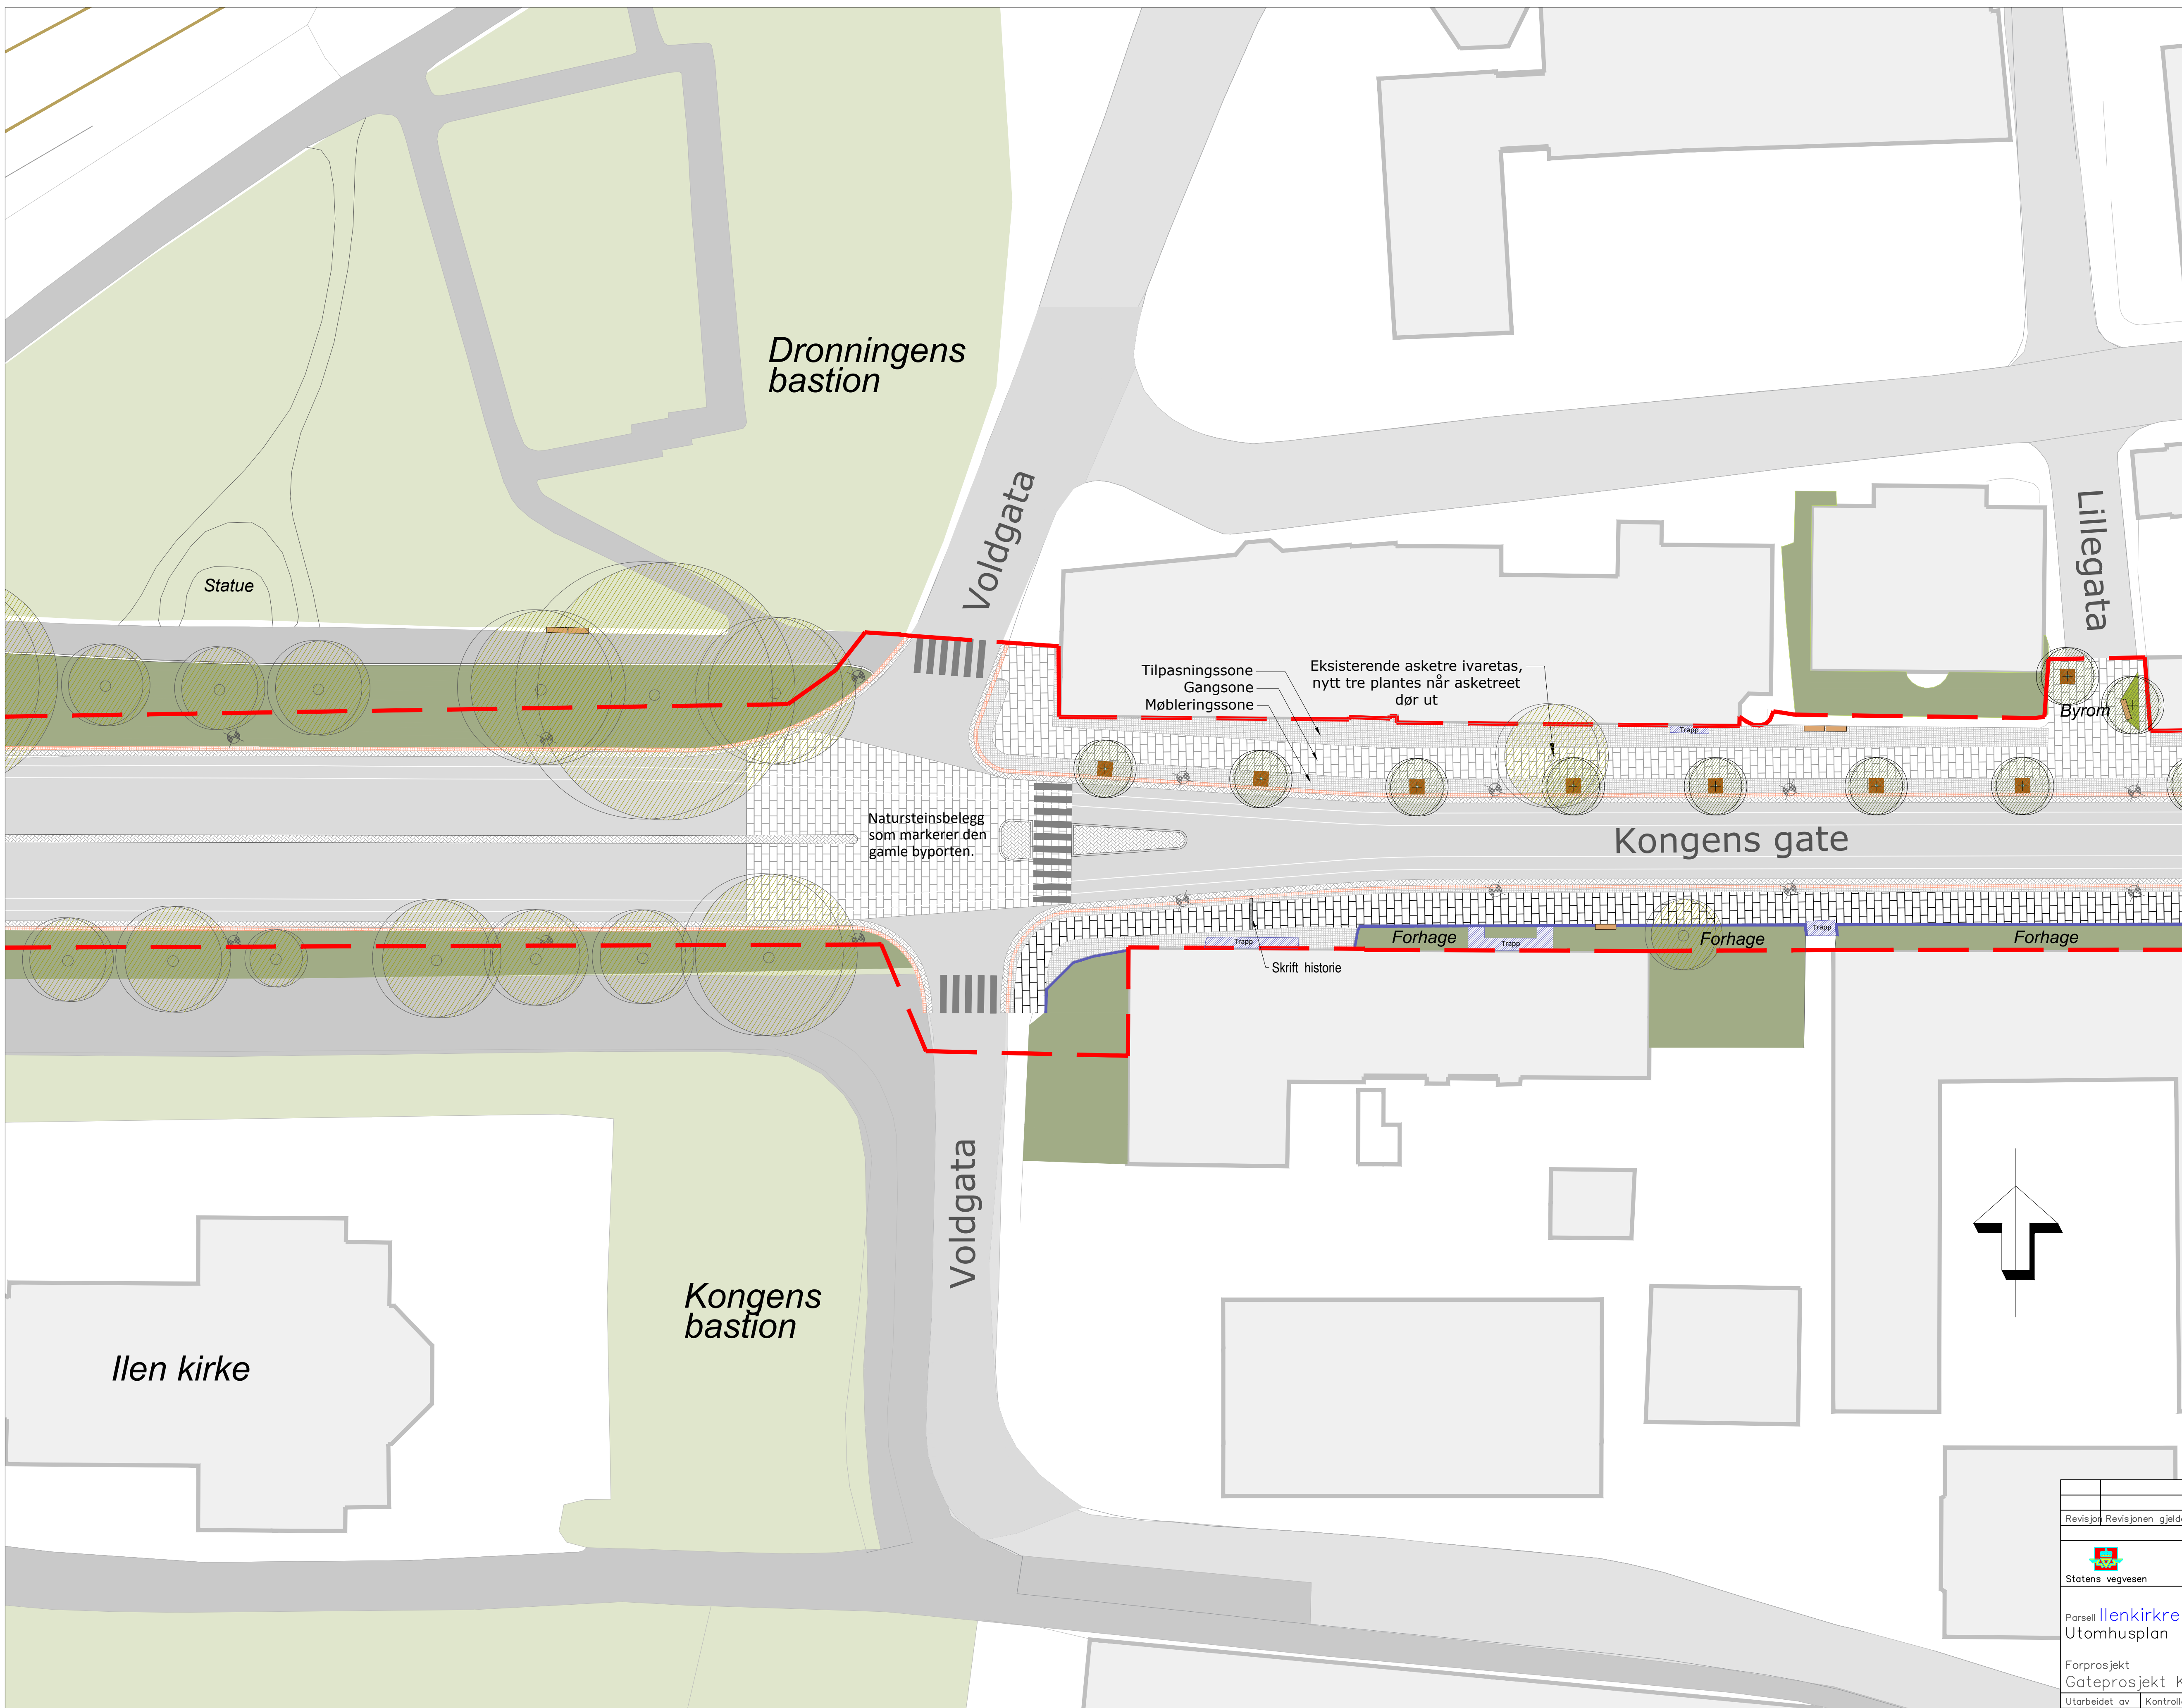 Dronningens
bastion
Voldgata
Lillegata
Statue
Tilpasningssone
Gangsone
Møbleringssone
Eksisterende asketre ivaretas,
nytt tre plantes når asketreet
dør ut
Trapp
Byrom
Natursteinsbelegg
som markerer den
gamle byporten.
Kongens gate
Trapp
Forhage
Trapp
Forhage
Trapp
Forhage
Skrift historie
Voldgata
Kongens
bastion
Ilen kirke
Revisjon Revisjonen
Statens vegvesen
Parsell Ilenkirkre
Utomhusplan
Forprosjekt
Gateprosjekt
Utarbeidet av